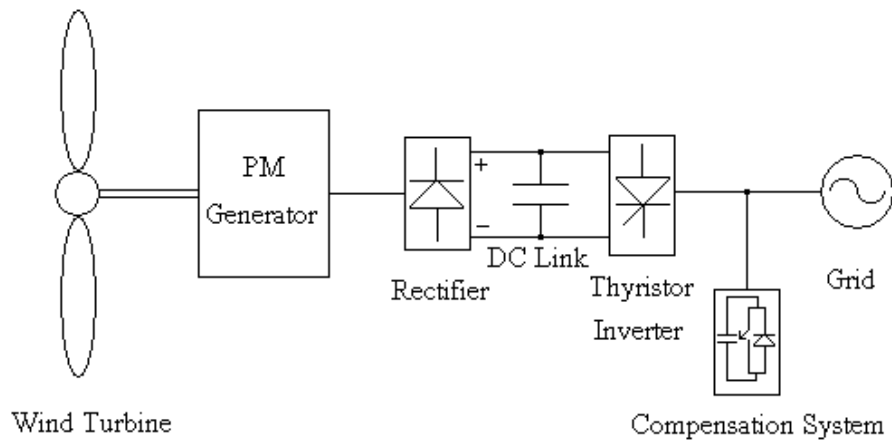 PM
Generator
+
−
DC Link
Rectifier
Thyristor
Inverter
Grid
Wind Turbine
Compensation System